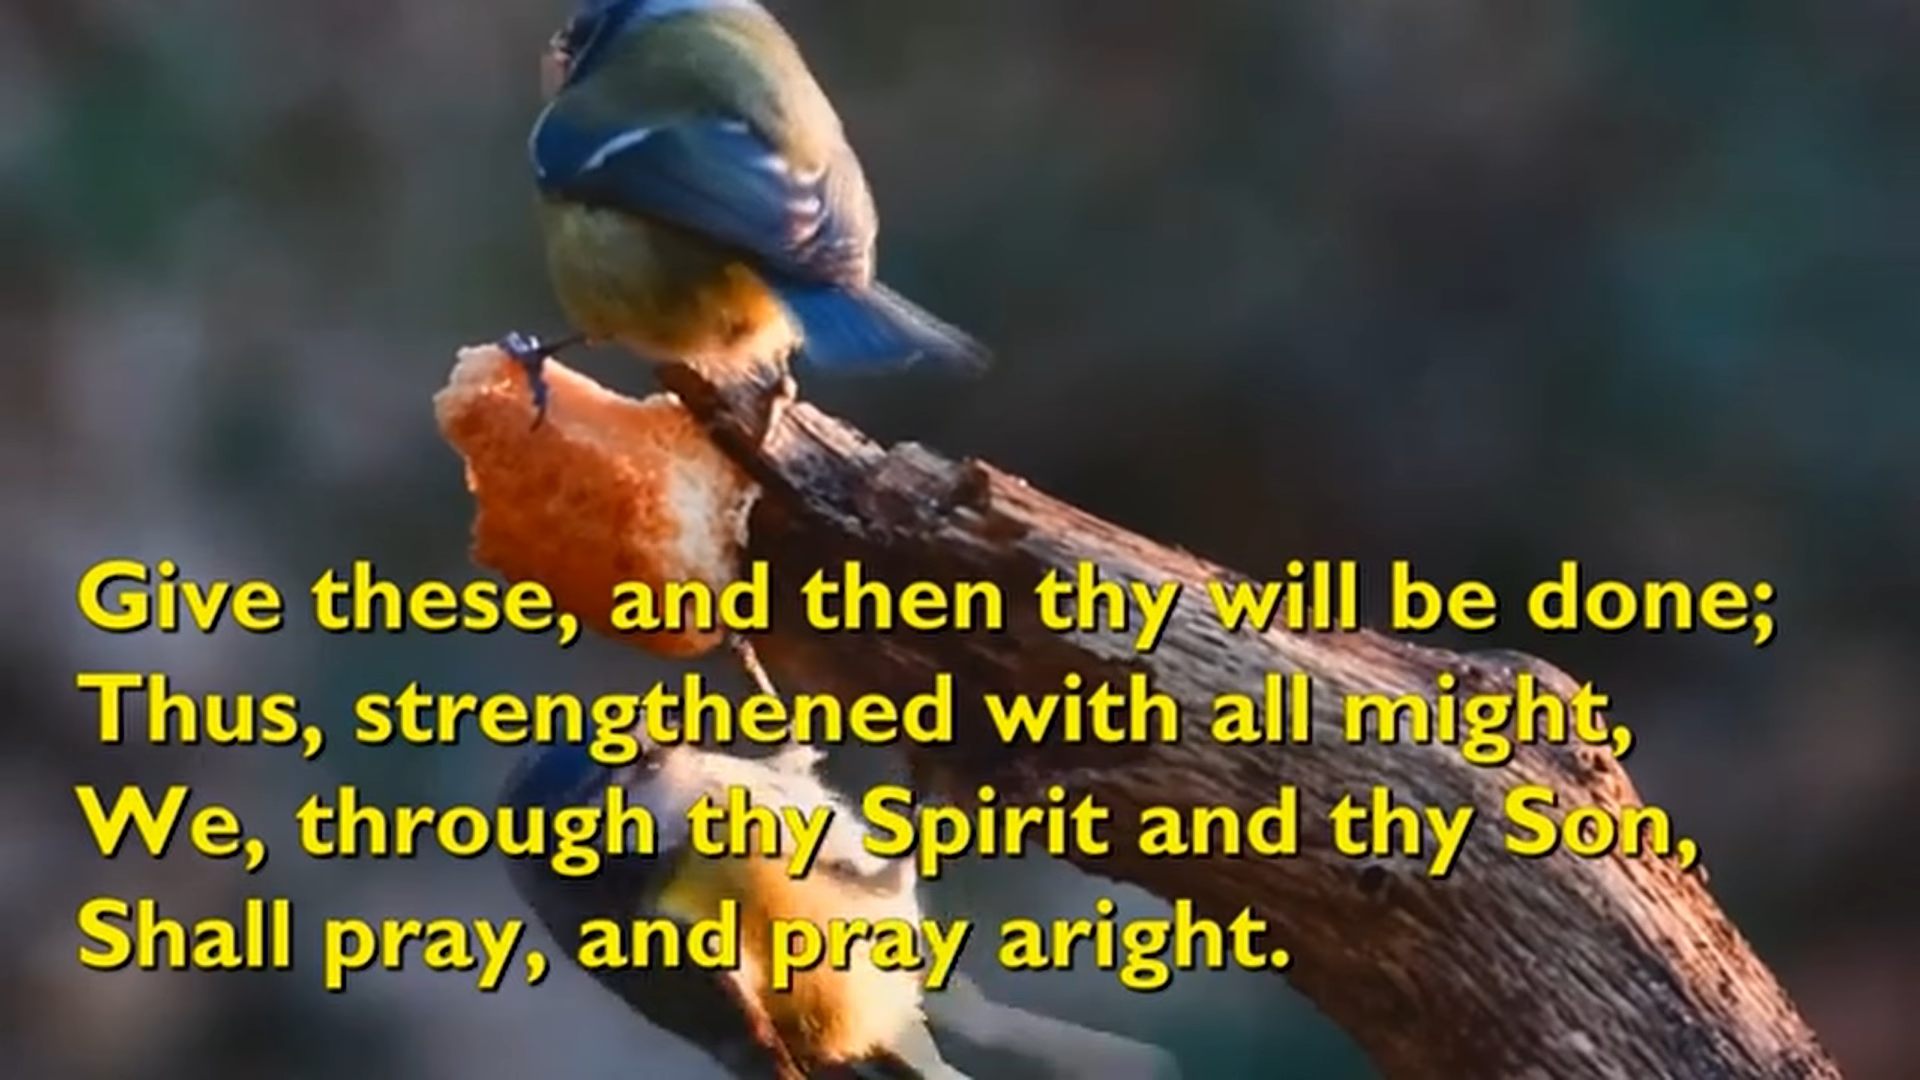 Give these, and then thy will be done;
Thus, strengthened with all might,
We, through thy Spirit and thy Son,
Shall pray, and pray aright.